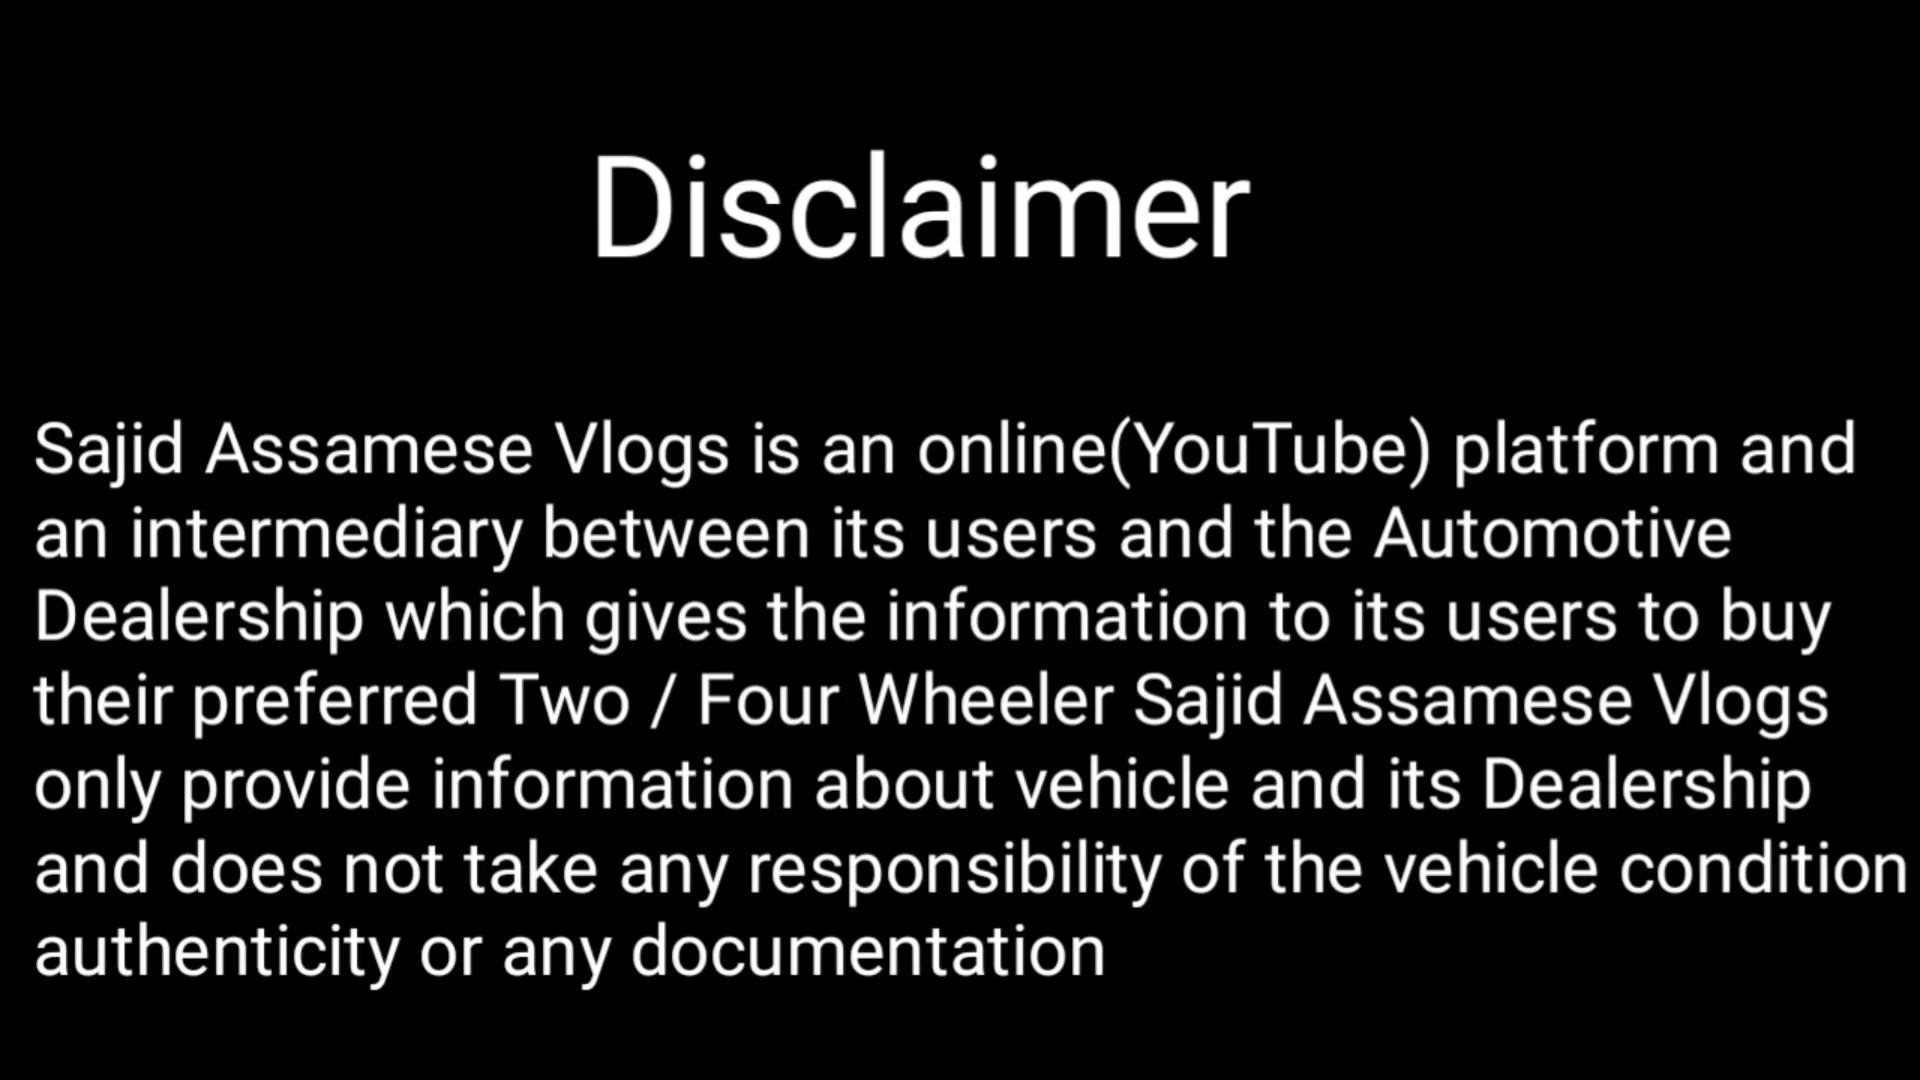 Disclaimer
Sajid Assamese Vlogs is an online(YouTube) platform and
an intermediary between its users and the Automotive
Dealership which gives the information to its users to buy
their preferred Two / Four Wheeler Sajid Assamese Vlogs
only provide information about vehicle and its Dealership
and does not take any responsibility of the vehicle condition
authenticity or any documentation